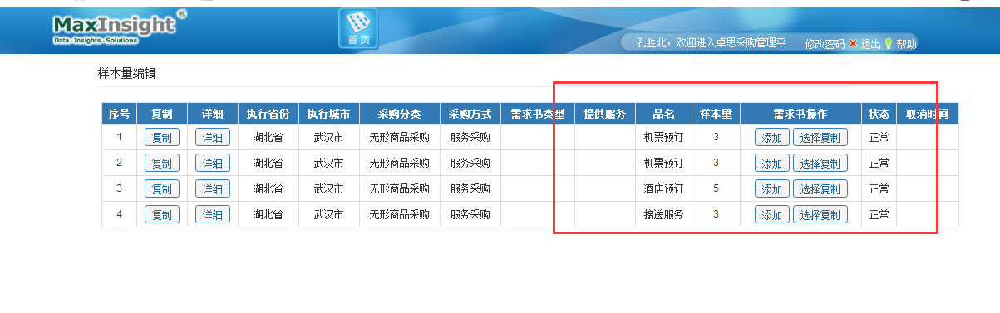 MaxInsight®
Data - Insights - Solutions
首 页
孔胜北，欢迎进入卓思采购管理平 修改密码 退出 帮助
样本量编辑
序号 复制 详细 执行省份 执行城市 采购分类 采购方式 需求书类型 提供服务 品名 样本量 需求书操作 状态 取消时间
1 复制 详细 湖北省 武汉市 无形商品采购 服务采购 机票预订 3 添加 选择复制 正常
2 复制 详细 湖北省 武汉市 无形商品采购 服务采购 机票预订 3 添加 选择复制 正常
3 复制 详细 湖北省 武汉市 无形商品采购 服务采购 酒店预订 5 添加 选择复制 正常
4 复制 详细 湖北省 武汉市 无形商品采购 服务采购 接送服务 3 添加 选择复制 正常